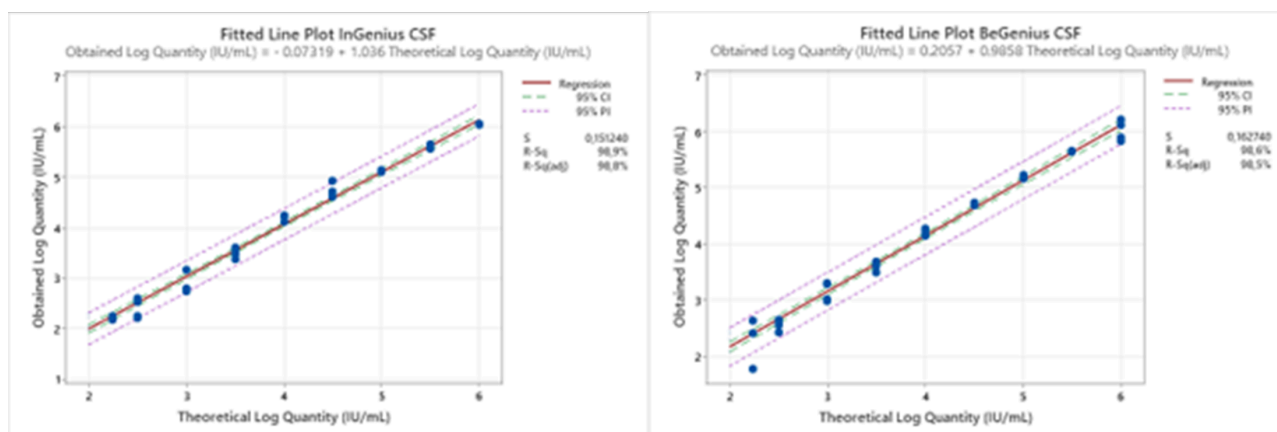 Fitted Line Plot InGenius CSF
Obtained Log Quantity (IU/mL) = - 0.07319 + 1.036 Theoretical Log Quantity (IU/mL)
Regression
95% CI
95% PI
S 0,151240
R-Sq 98,9%
R-Sq(adj) 98,8%
Obtained Log Quantity (IU/mL)
7
6
5
4
3
2
1
2 3 4 5 6
Theoretical Log Quantity (IU/mL)
Fitted Line Plot BeGenius CSF
Obtained Log Quantity (IU/mL) = 0.2057 + 0.9858 Theoretical Log Quantity (IU/mL)
Regression
95% CI
95% PI
S 0,162740
R-Sq 98,6%
R-Sq(adj) 98,5%
Obtained Log Quantity (IU/mL)
7
6
5
4
3
2
2 3 4 5 6
Theoretical Log Quantity (IU/mL)